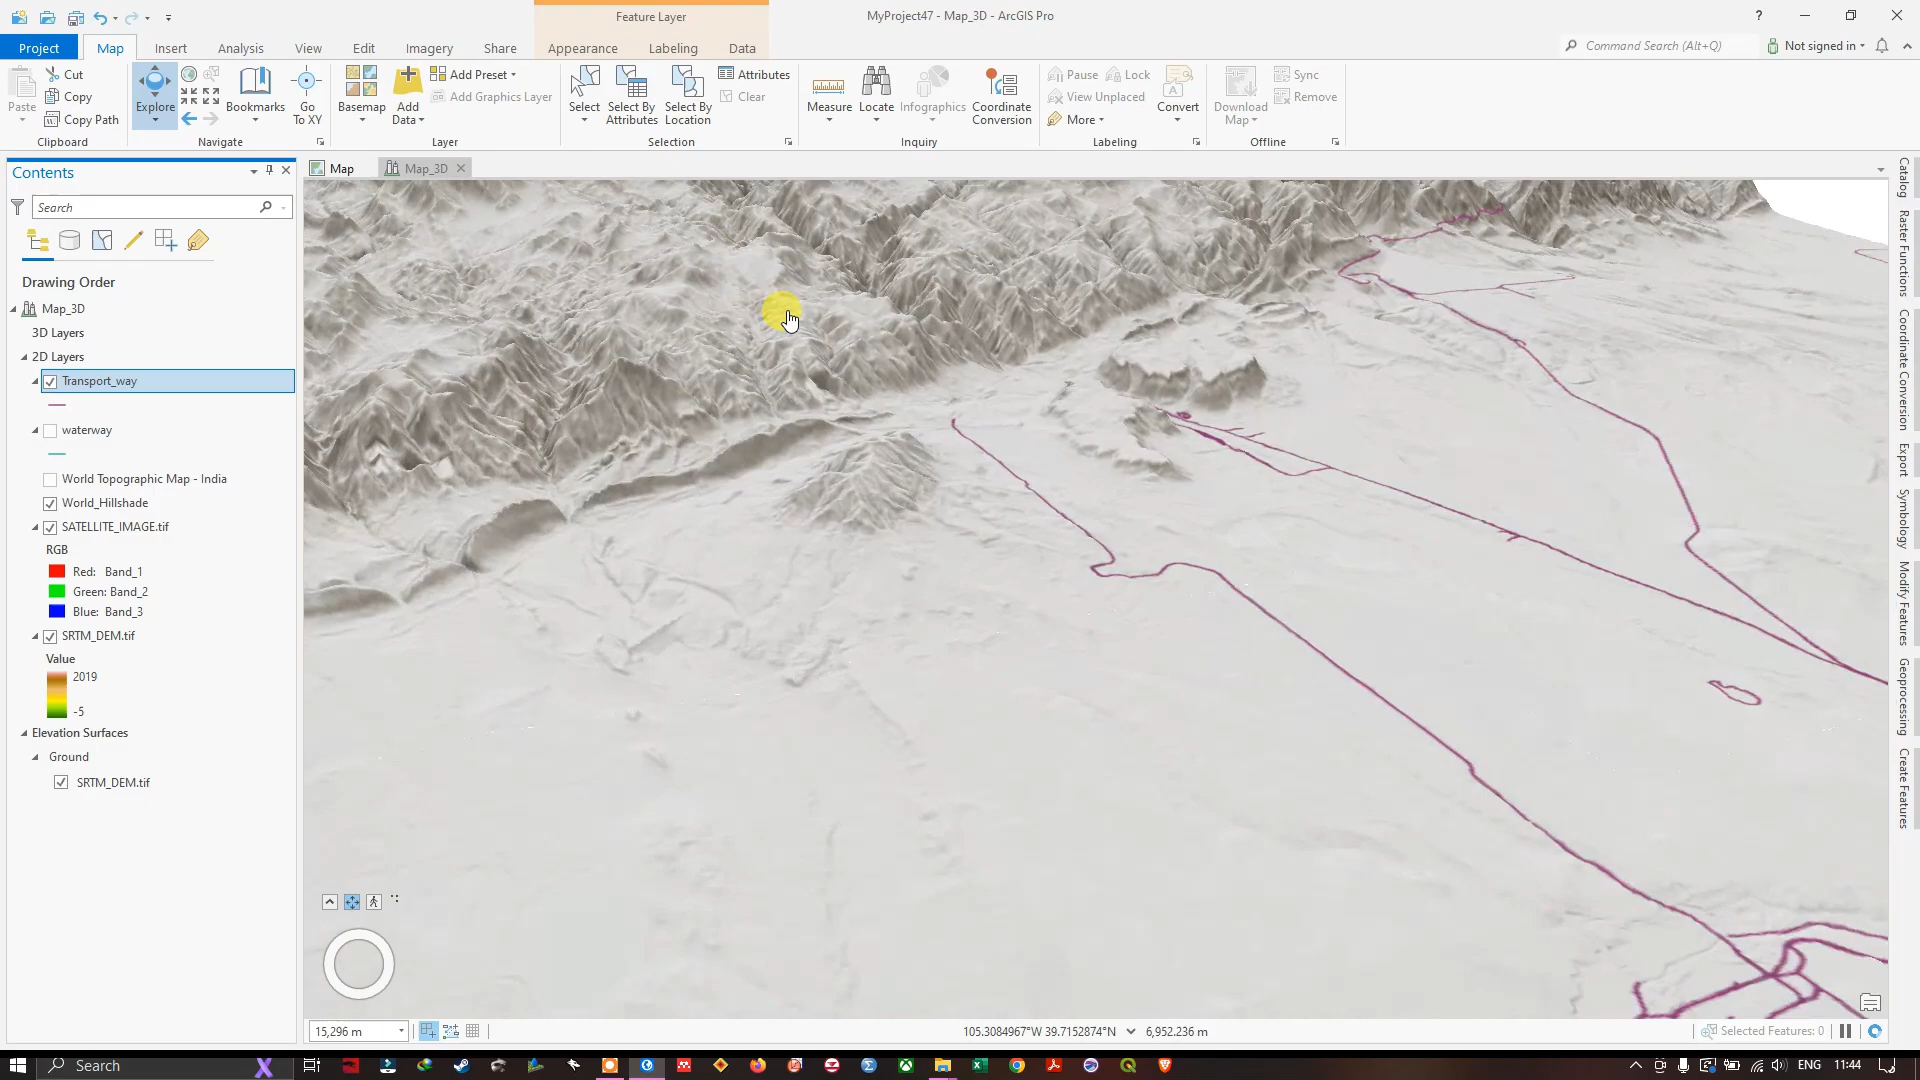 Feature Layer
MyProject47 - Map_3D - ArcGIS Pro
?
Project
Map
Insert
Analysis
View
Edit
Imagery
Share
Appearance
Labeling
Data
Command Search (Alt+Q)
Not signed in
Paste
Cut
Copy
Copy Path
Explore
Bookmarks
Go
To XY
Basemap
Add
Data
Add Preset
Add Graphics Layer
Select
Select By
Attributes
Select By
Location
Attributes
Clear
Measure
Locate
Infographics
Coordinate
Conversion
Pause
Lock
View Unplaced
More
Convert
Download
Map
Sync
Remove
Clipboard
Navigate
Layer
Selection
Inquiry
Labeling
Offline
Contents
Search
Drawing Order
Map_3D
3D Layers
2D Layers
Transport_way
waterway
World Topographic Map - India
World_Hillshade
SATELLITE_IMAGE.tif
RGB
Red: Band_1
Green: Band_2
Blue: Band_3
SRTM_DEM.tif
Value
2019
-5
Elevation Surfaces
Ground
SRTM_DEM.tif
Map
Map_3D
Catalog
Raster Functions
Coordinate Conversion
Export
Symbology
Modify Features
Geoprocessing
Create Features
15,296 m
105.3084967°W 39.7152874°N
6,952.236 m
Selected Features: 0
Search
ENG
11:44